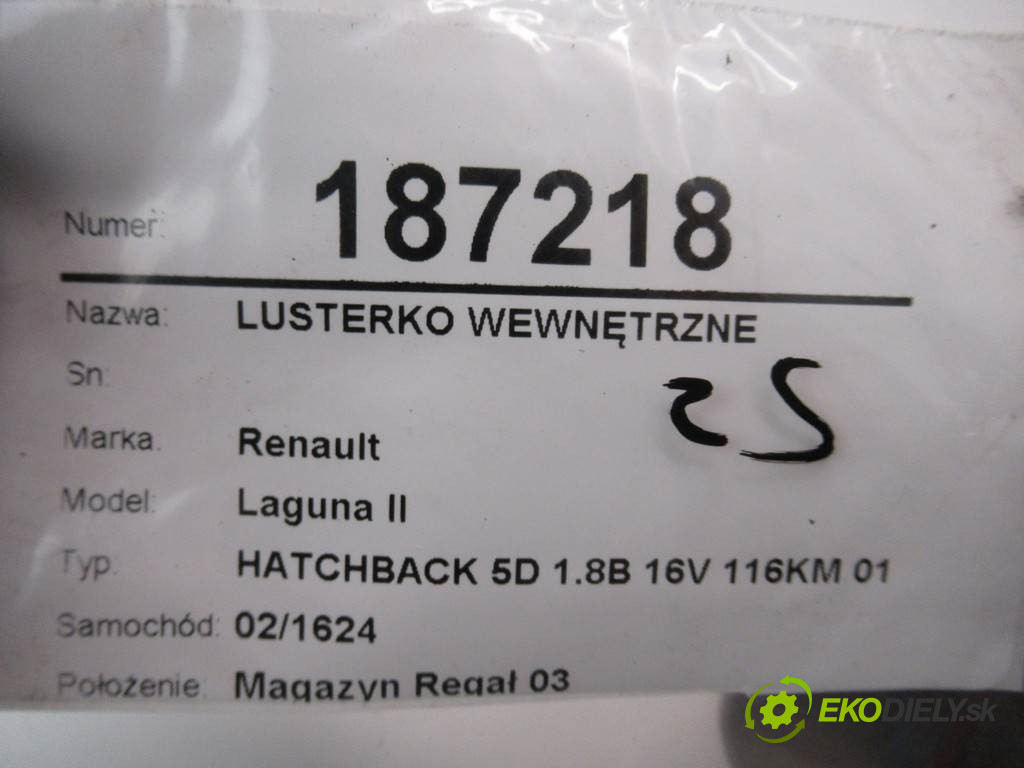 Numer: 187218
Nazwa: LUSTERKO WEWNĘTRZNE
Sn:
Marka: Renault
Model: Laguna II
Typ: HATCHBACK 5D 1.8B 16V 116KM 01
Samochód: 02/1624
Położenie: Magazyn Regał 03
EKODIELY.sk